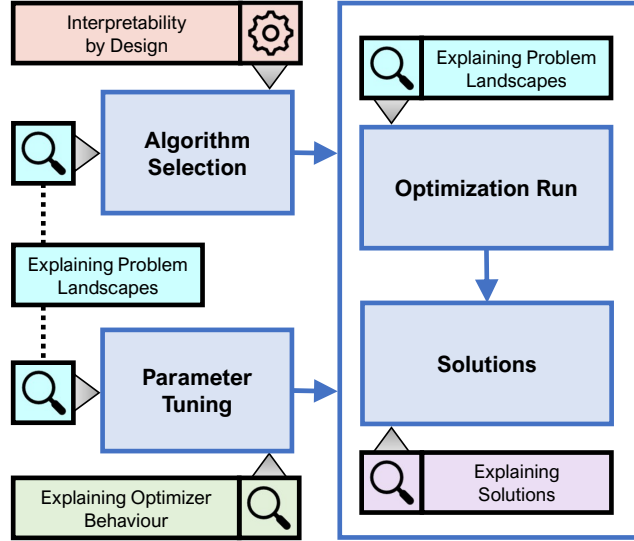 Interpretability
by Design
Algorithm
Selection
Explaining Problem
Landscapes
Parameter
Tuning
Explaining Optimizer
Behaviour
Explaining Problem
Landscapes
Optimization Run
Solutions
Explaining
Solutions